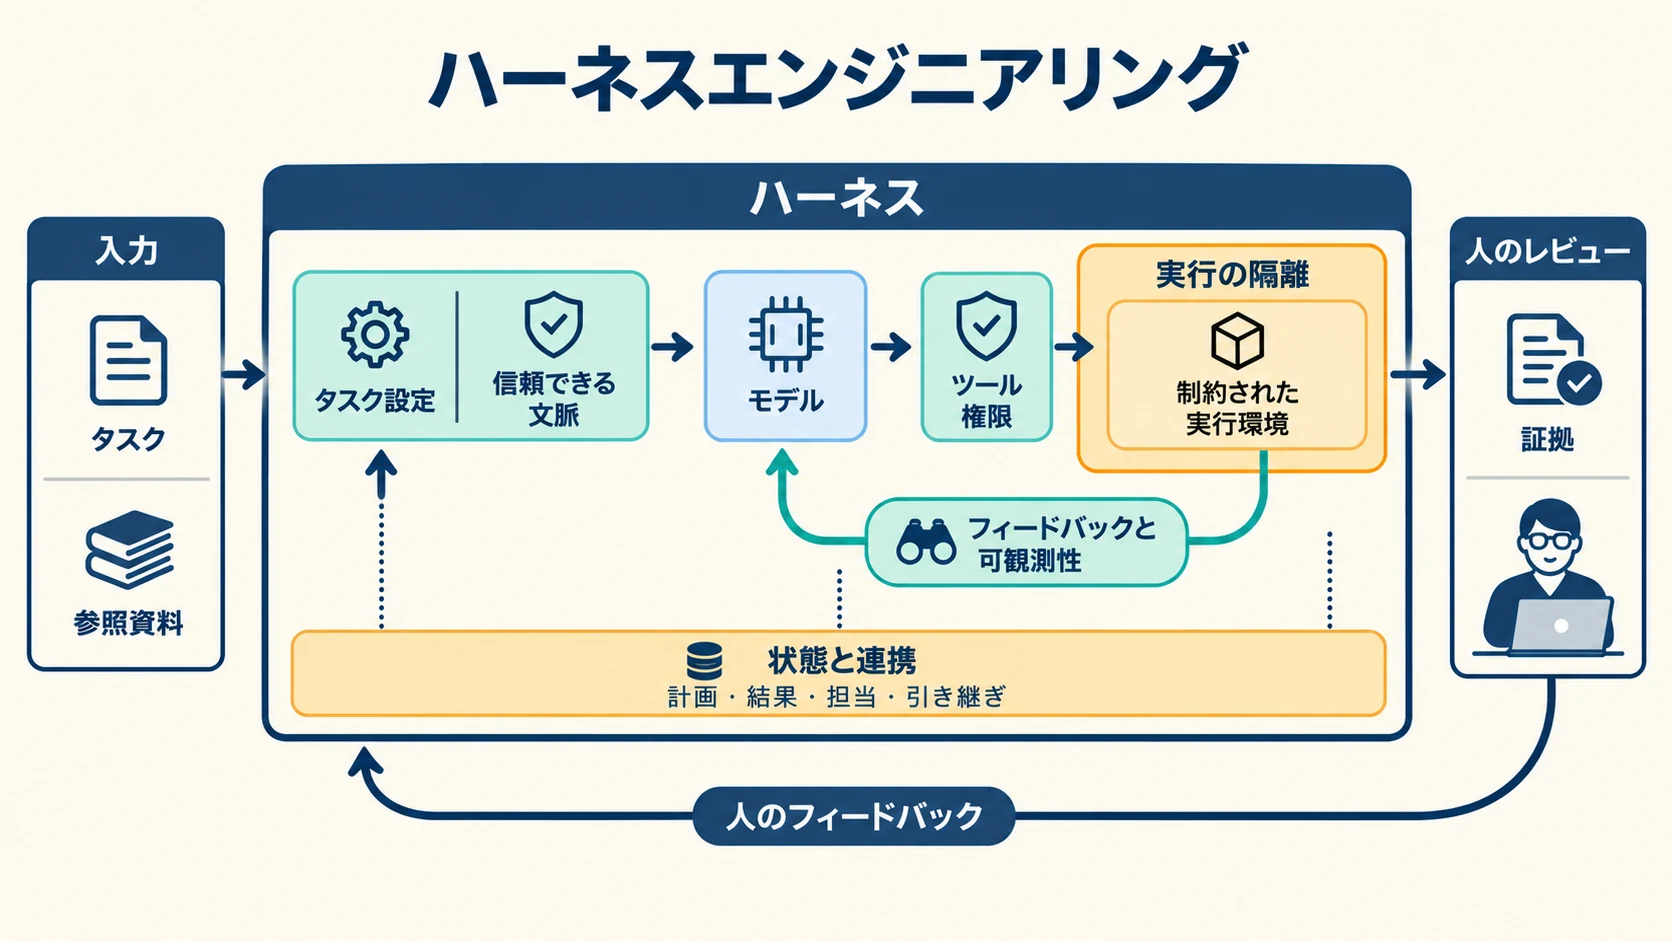 ハーネスエンジニアリング
ハーネス
入力
タスク
参照資料
タスク設定
信頼できる
文脈
モデル
ツール
権限
実行の隔離
制約された
実行環境
フィードバックと
可観測性
状態と連携
計画・結果・担当・引き継ぎ
人のレビュー
証拠
人のフィードバック